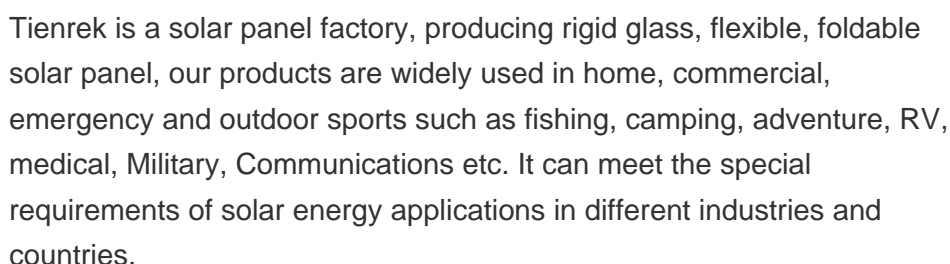 Tienrek is a solar panel factory, producing rigid glass, flexible, foldable
solar panel, our products are widely used in home, commercial,
emergency and outdoor sports such as fishing, camping, adventure, RV,
medical, Military, Communications etc. It can meet the special
requirements of solar energy applications in different industries and
countries.